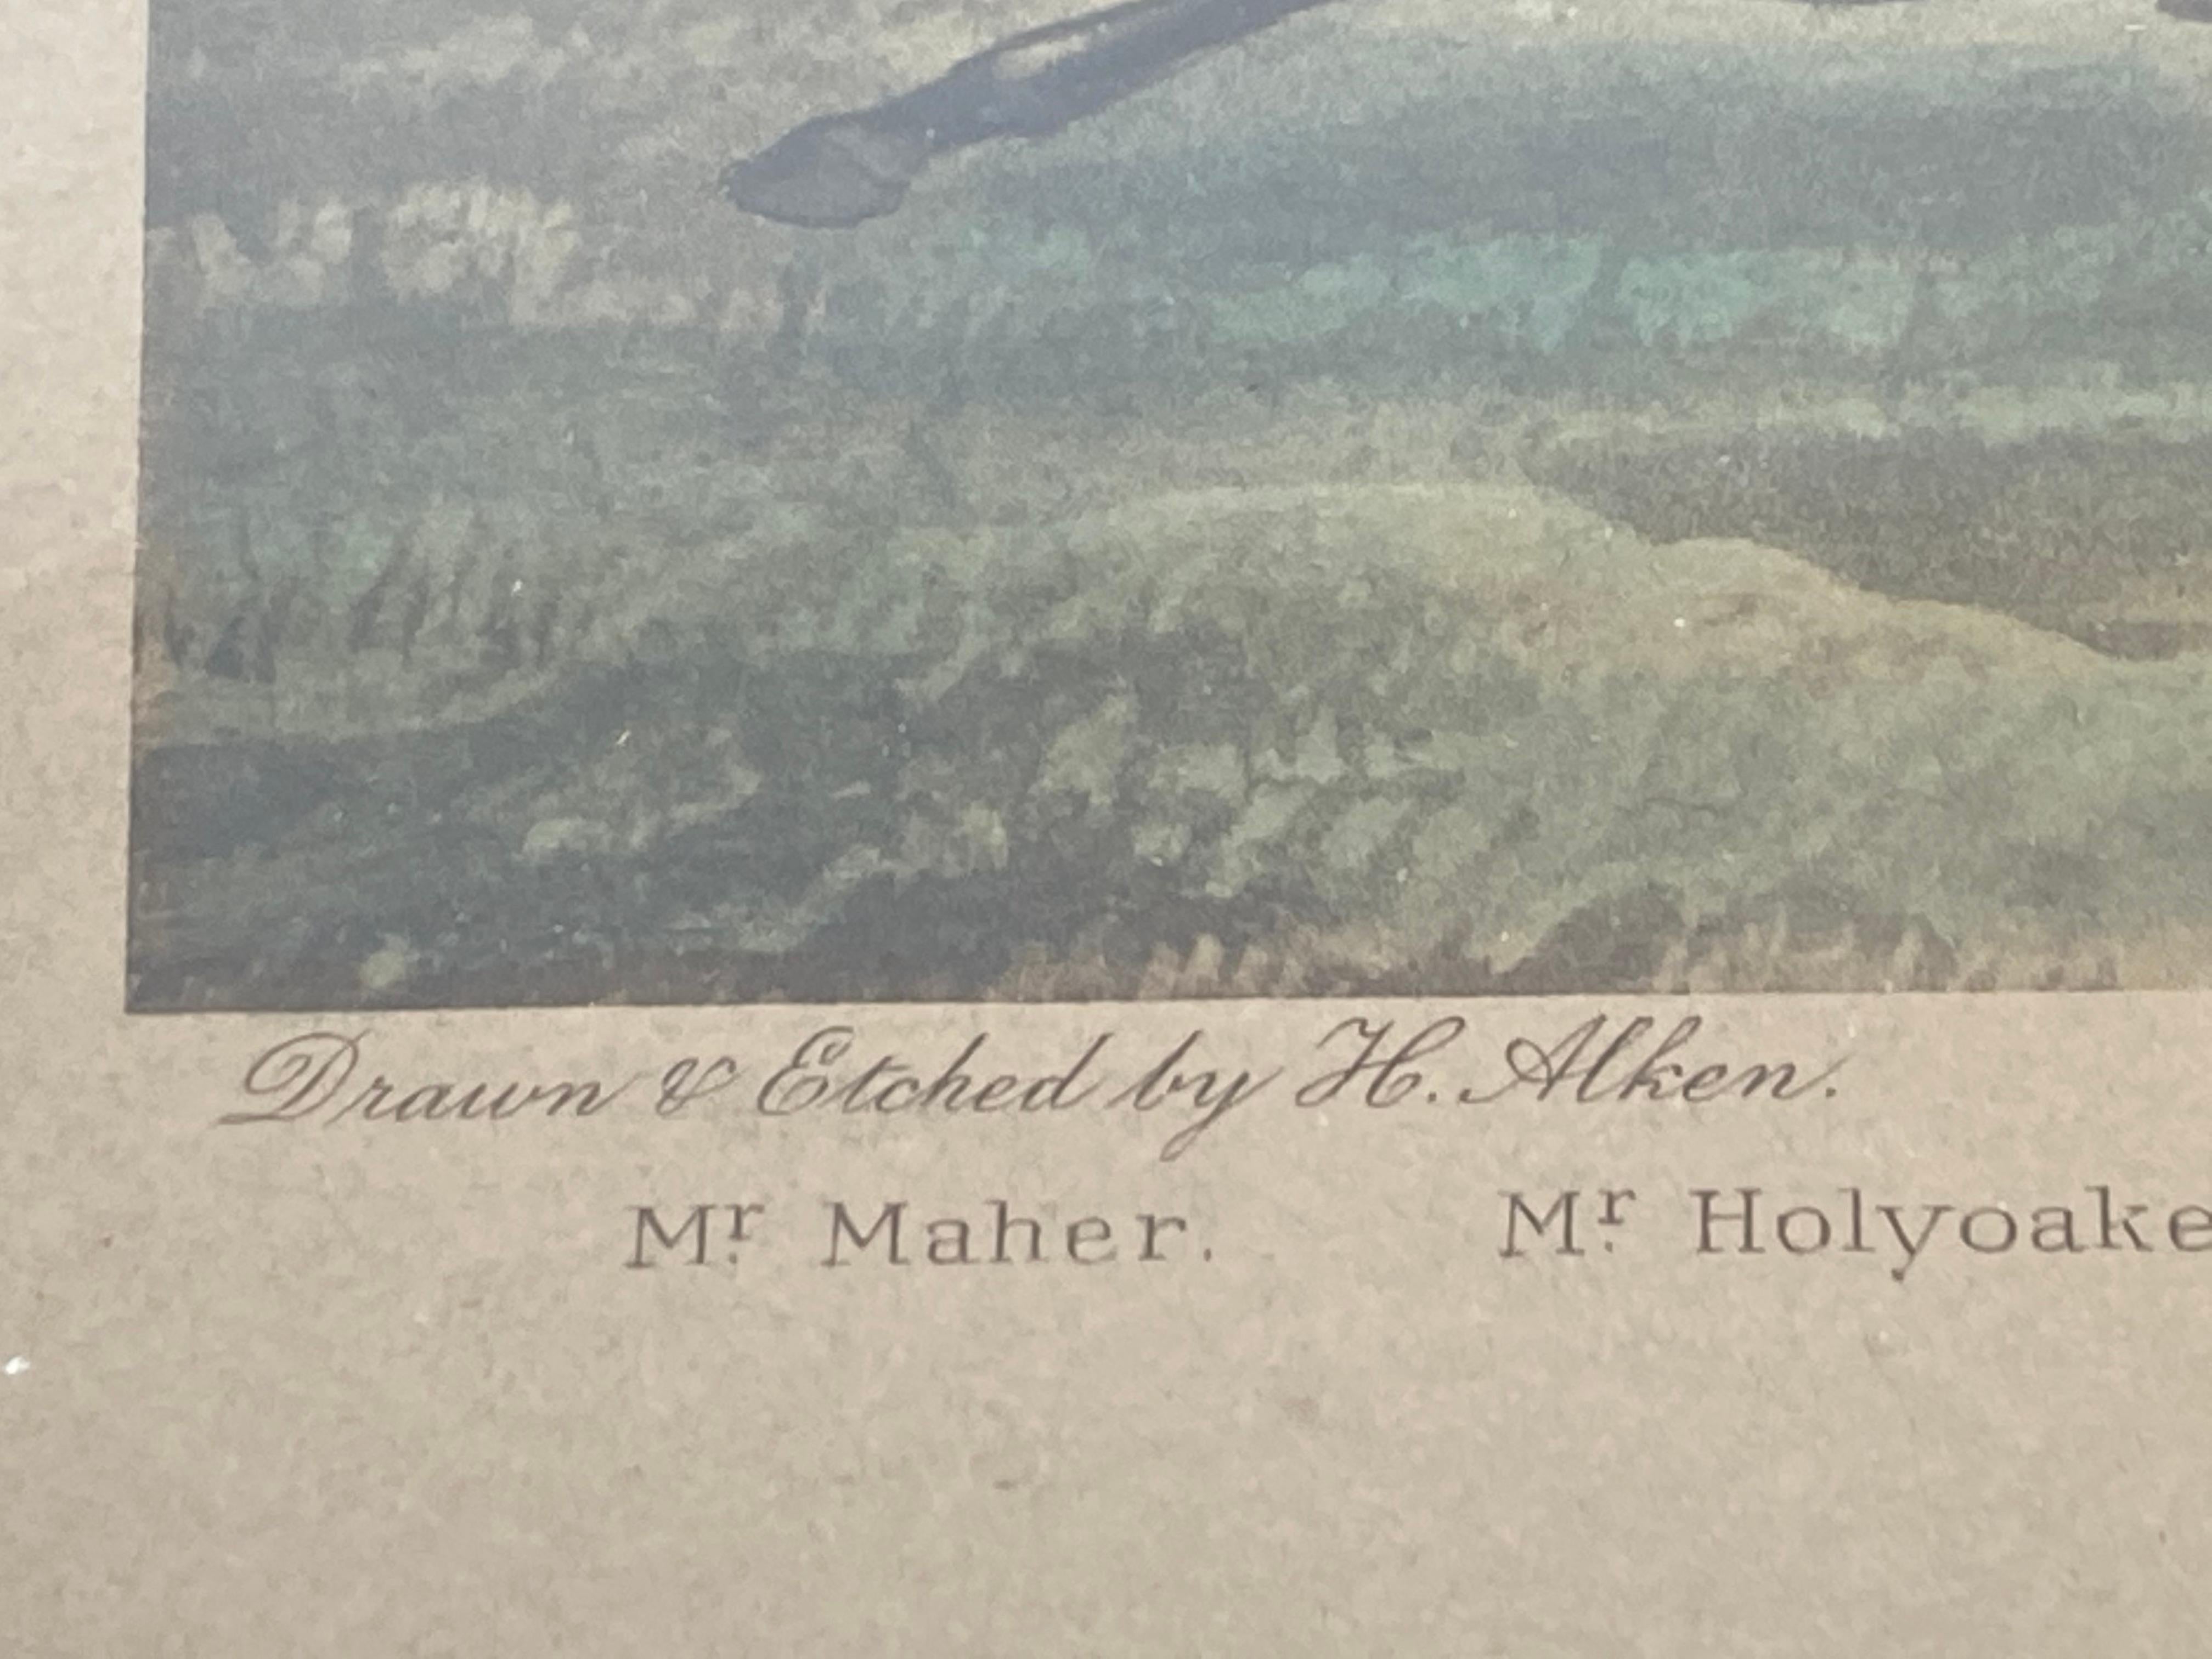 Drawn & Etched by H. Alken.
Mr. Maher. Mr. Holyoake